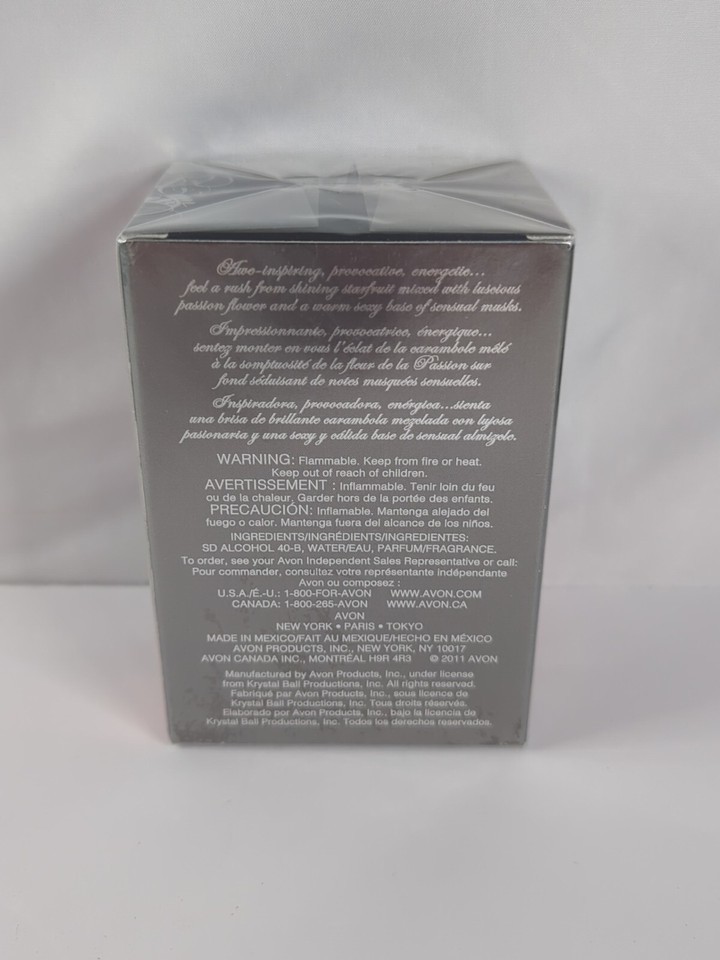 Awe-inspiring, provocative, energetic...
feel a rush from shining starfruit mixed with luscious
passion flower and a warm sexy base of sensual musks.
Impressionnante, provocatrice, énergique...
sentez monter en vous l'éclat de la carambole mêlé
à la somptuosité de la fleur de la Passion sur
fond séduisant de notes musquées sensuelles.
Inspiradora, provocadora, enérgica...sienta
una brisa de brillante carambola mezclada con lujosa
pasionaria y una sexy y cálida base de sensual almizcle.
WARNING: Flammable. Keep from fire or heat.
Keep out of reach of children.
AVERTISSEMENT : Inflammable. Tenir loin du feu
ou de la chaleur. Garder hors de la portée des enfants.
PRECAUCIÓN: Inflamable. Mantenga alejado del
fuego o calor. Mantenga fuera del alcance de los niños.
INGREDIENTS/INGRÉDIENTS/INGREDIENTES:
SD ALCOHOL 40-B, WATER/EAU, PARFUM/FRAGRANCE.
To order, see your Avon Independent Sales Representative or call:
Pour commander, consultez votre représentante indépendante
Avon ou composez :
U.S.A./É.-U.: 1-800-FOR-AVON WWW.AVON.COM
CANADA: 1-800-265-AVON WWW.AVON.CA
AVON
NEW YORK • PARIS • TOKYO
MADE IN MEXICO/FAIT AU MEXIQUE/HECHO EN MÉXICO
AVON PRODUCTS, INC., NEW YORK, NY 10017
AVON CANADA INC., MONTRÉAL H9R 4R3 © 2011 AVON
Manufactured by Avon Products, Inc., under license
from Krystal Ball Productions, Inc. All rights reserved.
Fabriqué par Avon Products, Inc., sous licence de
Krystal Ball Productions, Inc. Tous droits réservés.
Elaborado por Avon Products, Inc., bajo la licencia de
Krystal Ball Productions, Inc. Todos los derechos reservados.